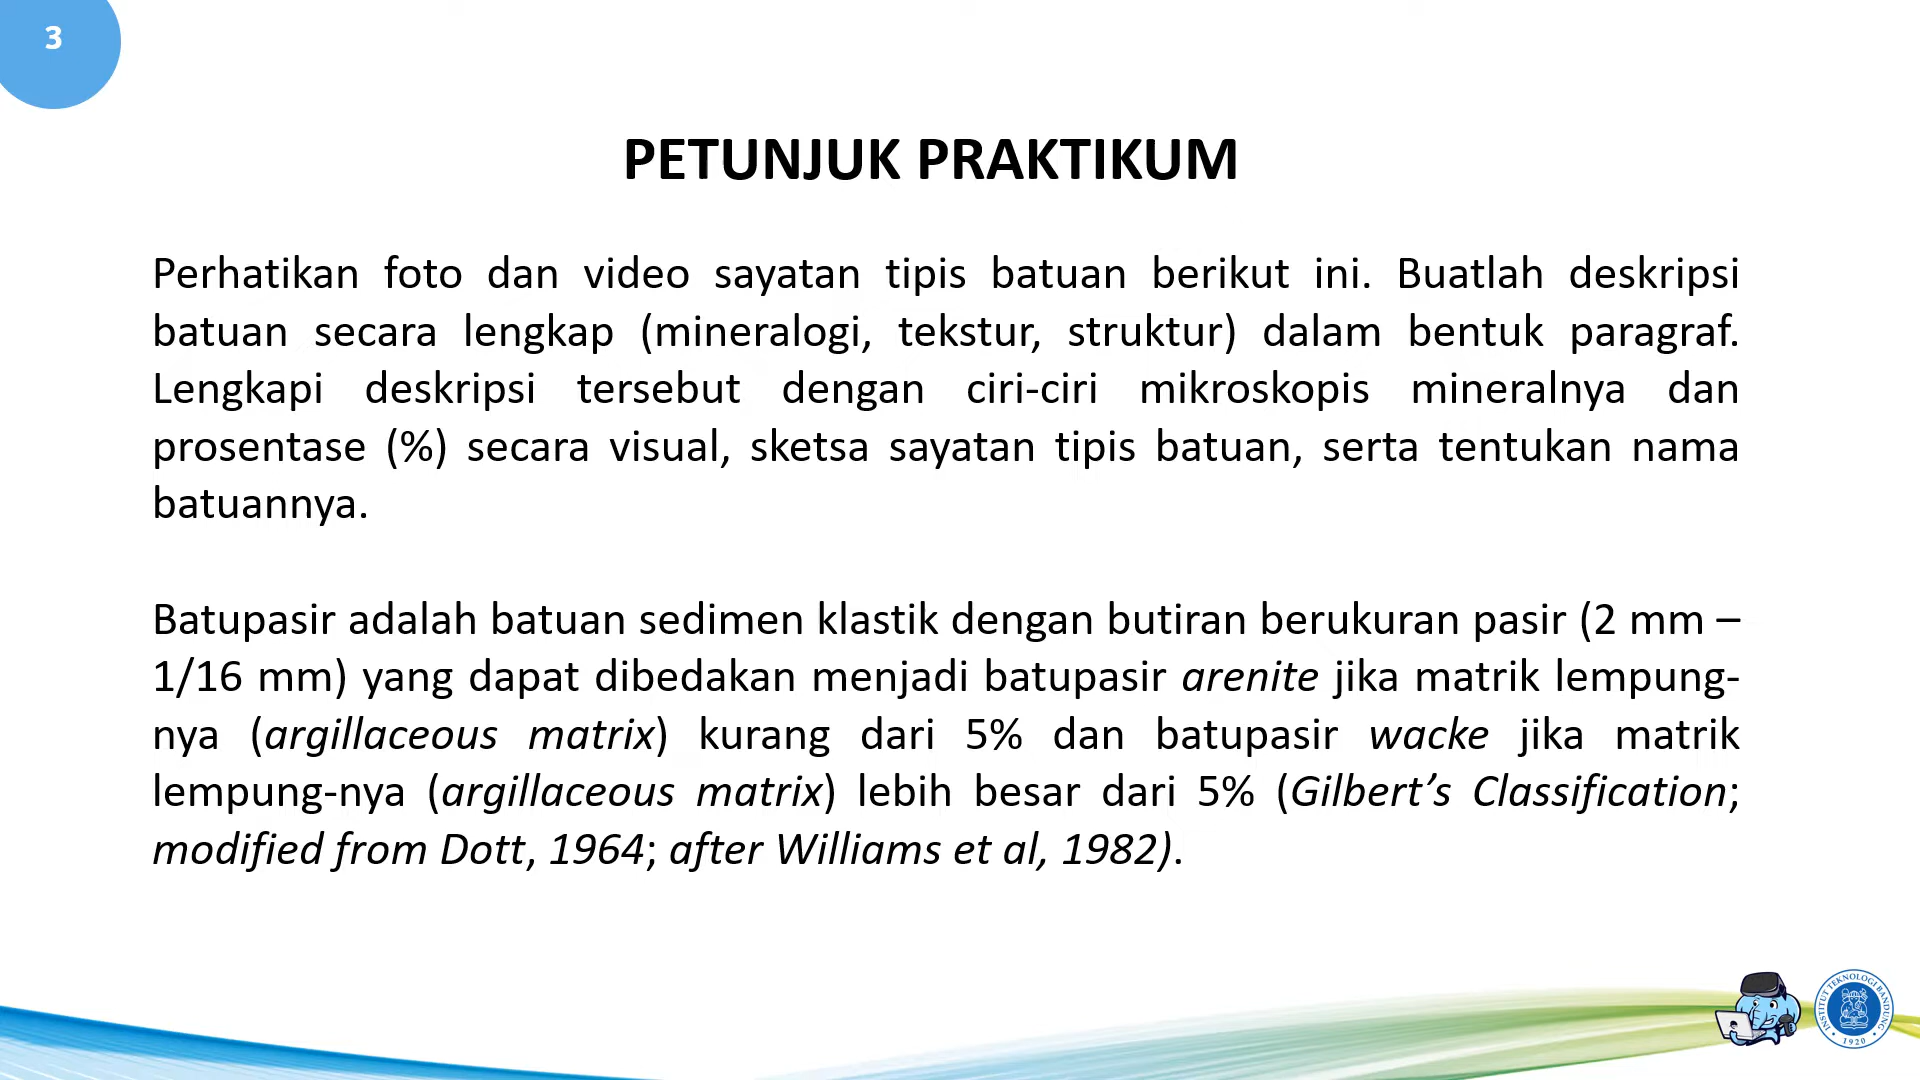 3
PETUNJUK PRAKTIKUM
Perhatikan foto dan video sayatan tipis batuan berikut ini. Buatlah deskripsi
batuan secara lengkap (mineralogi, tekstur, struktur) dalam bentuk paragraf.
Lengkapi deskripsi tersebut dengan ciri-ciri mikroskopis mineralnya dan
prosentase (%) secara visual, sketsa sayatan tipis batuan, serta tentukan nama
batuannya.
Batupasir adalah batuan sedimen klastik dengan butiran berukuran pasir (2 mm –
1/16 mm) yang dapat dibedakan menjadi batupasir arenite jika matrik lempung-
nya (argillaceous matrix) kurang dari 5% dan batupasir wacke jika matrik
lempung-nya (argillaceous matrix) lebih besar dari 5% (Gilbert’s Classification;
modified from Dott, 1964; after Williams et al, 1982).
INSTITUT TEKNOLOGI BANDUNG
1920